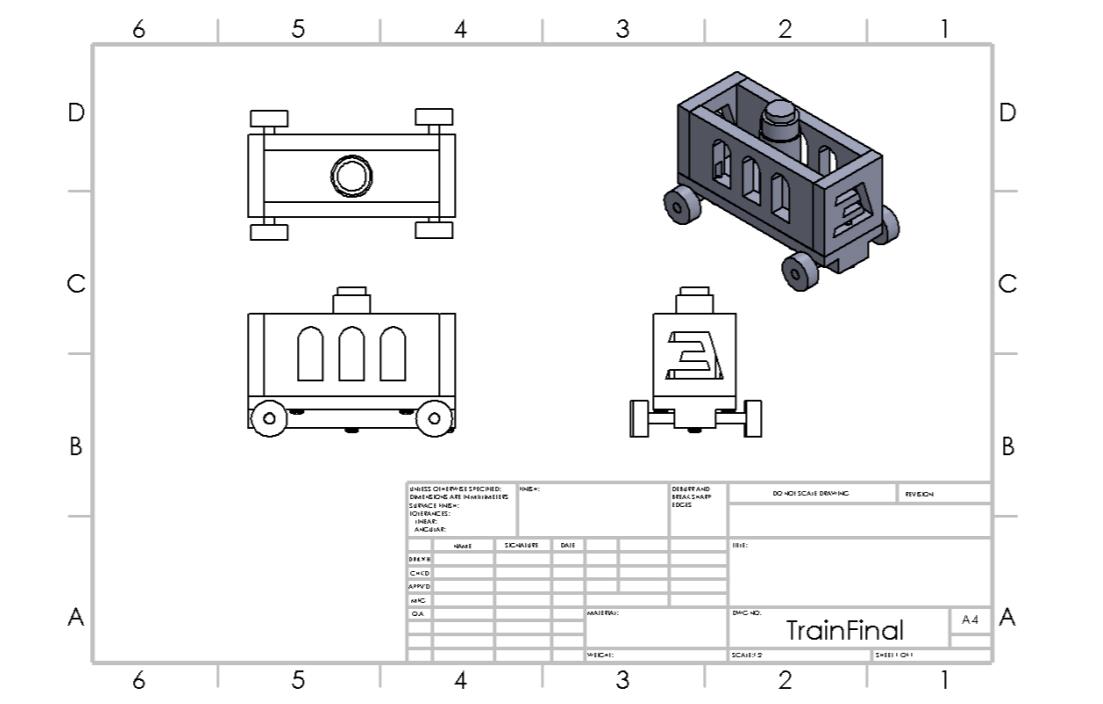 6 5 4 3 2 1
D D
C C
B B
A A
UNLESS OTHERWISE SPECIFIED:
DIMENSIONS ARE IN MILLIMETERS
SURFACE FINISH:
TOLERANCES:
LINEAR:
ANGULAR:
FINISH:
DEBURR AND
BREAK SHARP
EDGES
DO NOT SCALE DRAWING
REVISION
NAME SIGNATURE DATE
DRAWN
CHK'D
APPV'D
MFG
Q.A
TITLE:
MATERIAL:
DWG NO.
TrainFinal
A4
WEIGHT:
SCALE:1:2
SHEET 1 OF 1
6 5 4 3 2 1